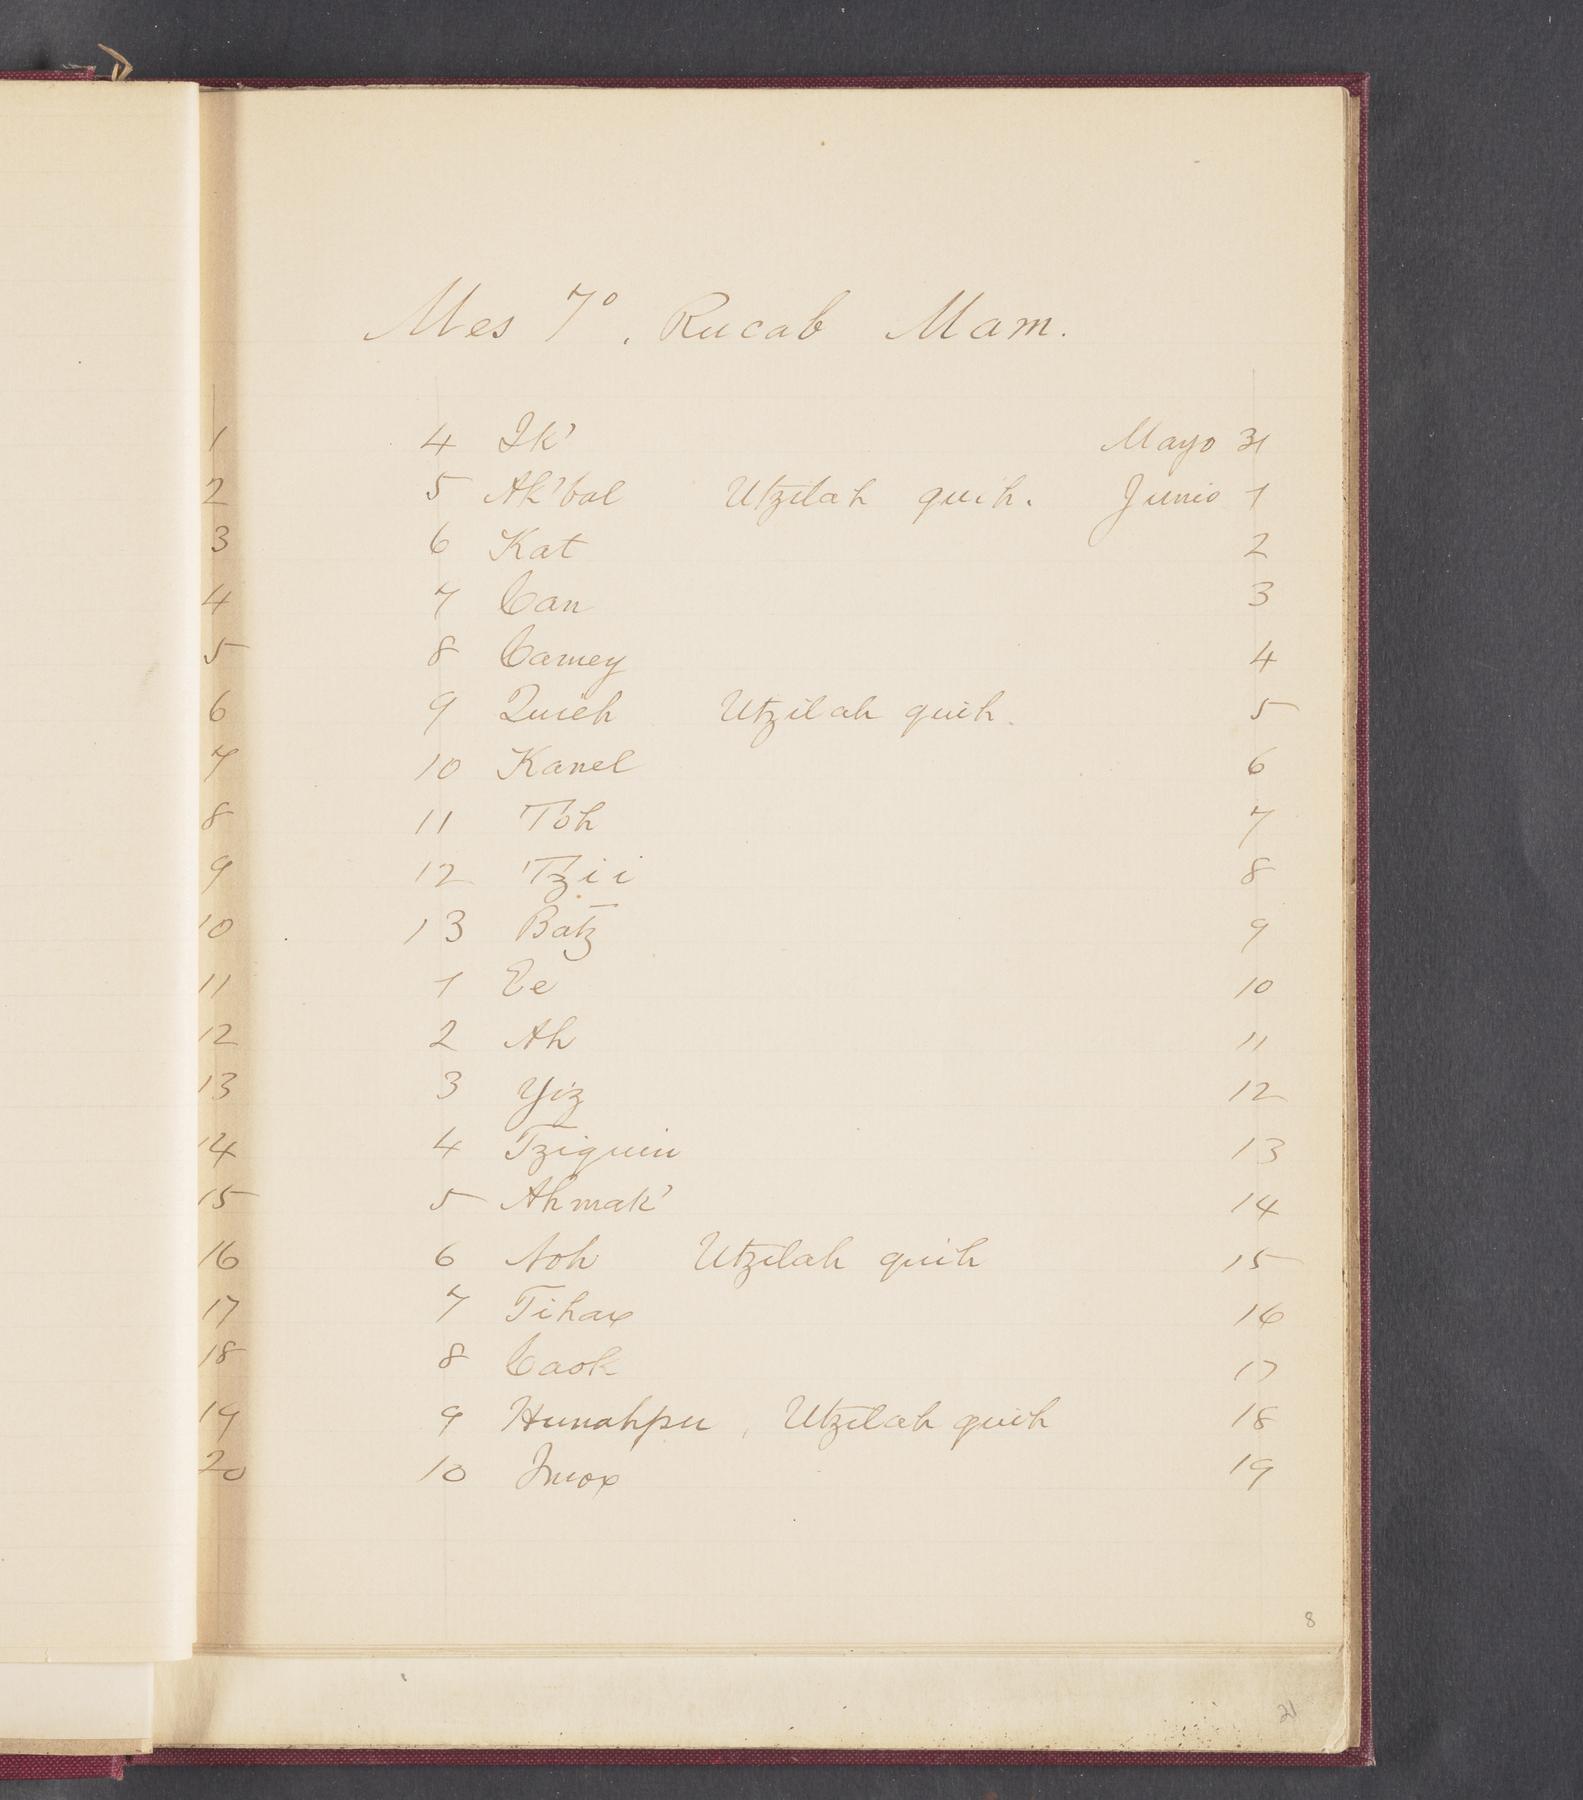 Mes 7º. Rucab Mam.
1 4 Ik' Mayo 31
2 5 Ak'bal Utzilah quih. Junio 1
3 6 Kat 2
4 7 Can 3
5 8 Camey 4
6 9 Quieh Utzilah quih. 5
7 10 Kanel 6
8 11 Toh 7
9 12 Tzii 8
10 13 Batz 9
11 1 Ee 10
12 2 Ah 11
13 3 Yiz 12
14 4 Tziquin 13
15 5 Ahmak' 14
16 6 Noh Utzilah quih 15
17 7 Tihax 16
18 8 Caok 17
19 9 Hunahpu, Utzilah quih 18
20 10 Imox 19
8
21